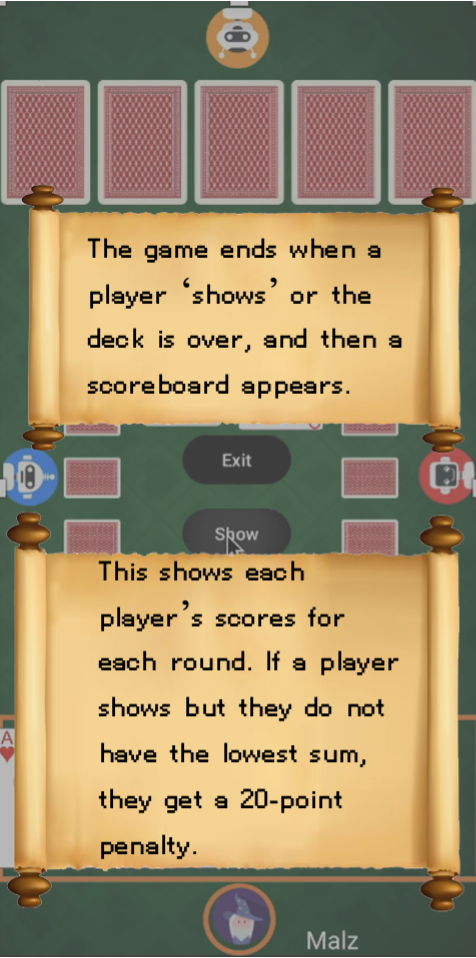 The game ends when a
player ‘shows’ or the
deck is over, and then a
scoreboard appears.
Exit
Show
This shows each
player’s scores for
each round. If a player
shows but they do not
have the lowest sum,
they get a 20-point
penalty.
A
Malz